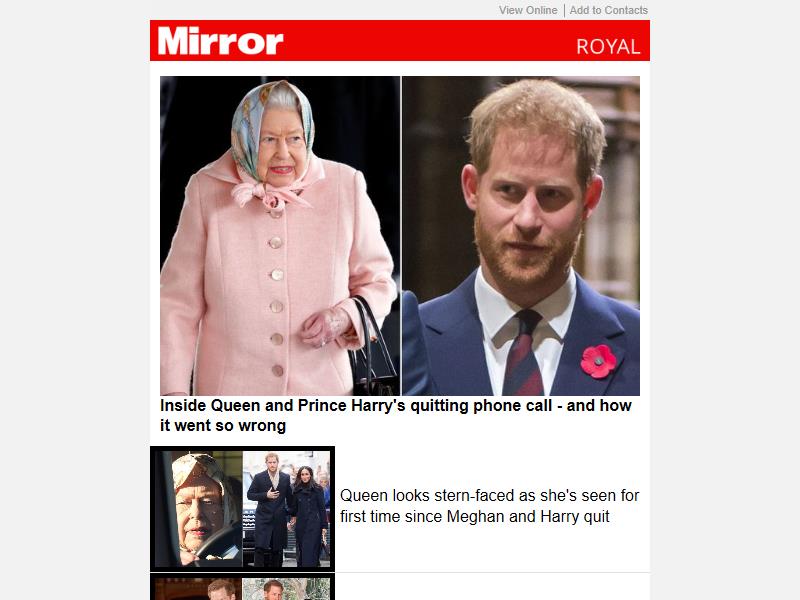 View Online | Add to Contacts
Mirror ROYAL
Inside Queen and Prince Harry's quitting phone call - and how
it went so wrong
Queen looks stern-faced as she's seen for
first time since Meghan and Harry quit